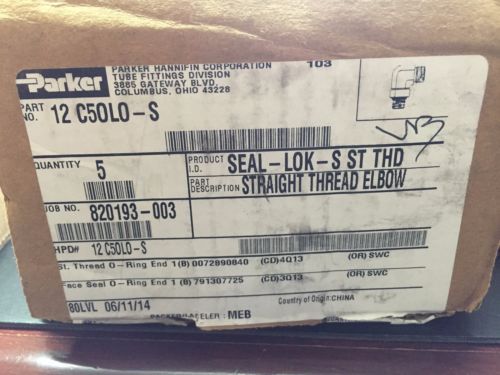 Parker
PARKER HANNIFIN CORPORATION 103
TUBE FITTINGS DIVISION
3885 GATEWAY BLVD.
COLUMBUS, OHIO 43228
PART NO. 12 C5OLO-S
QUANTITY 5
PRODUCT I.D. SEAL-LOK-S ST THD
PART DESCRIPTION STRAIGHT THREAD ELBOW
JOB NO. 820193-003
HPD# 12 C5OLO-S
St. Thread O-Ring End 1 (B) 0072890840 (CD)4Q13 (OR) SWC
Face Seal O-Ring End 1 (B) 791307725 (CD)3Q13 (OR) SWC
80LVL 06/11/14
Country of Origin:CHINA
PACKER/LABELER : MEB